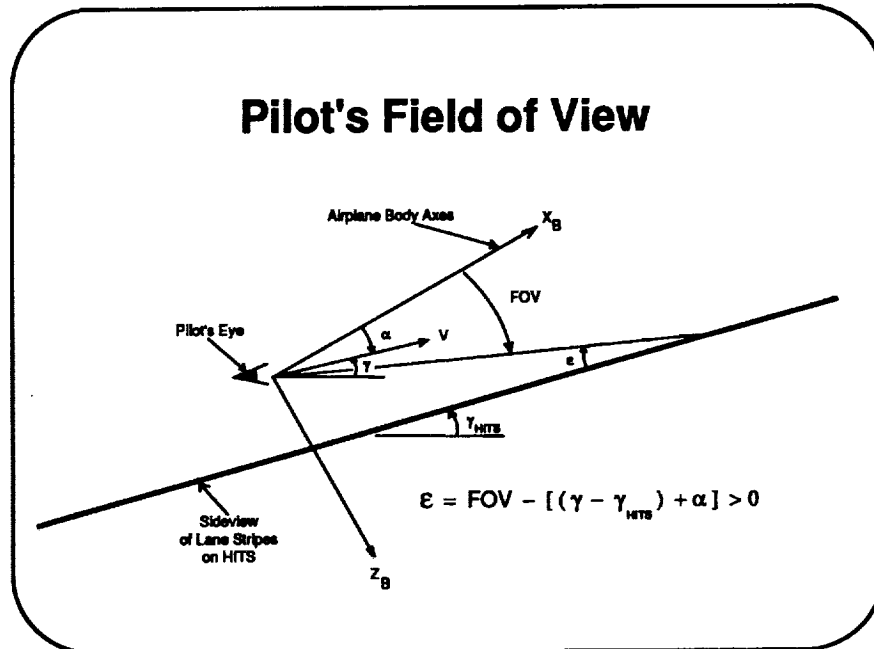 Pilot's Field of View
Airplane Body Axes
X_B
FOV
Pilot's Eye
α
V
γ
ε
γ_HITS
ε = FOV − [(γ − γ_HITS) + α] > 0
Sideview
of Lane Stripes
on HITS
Z_B